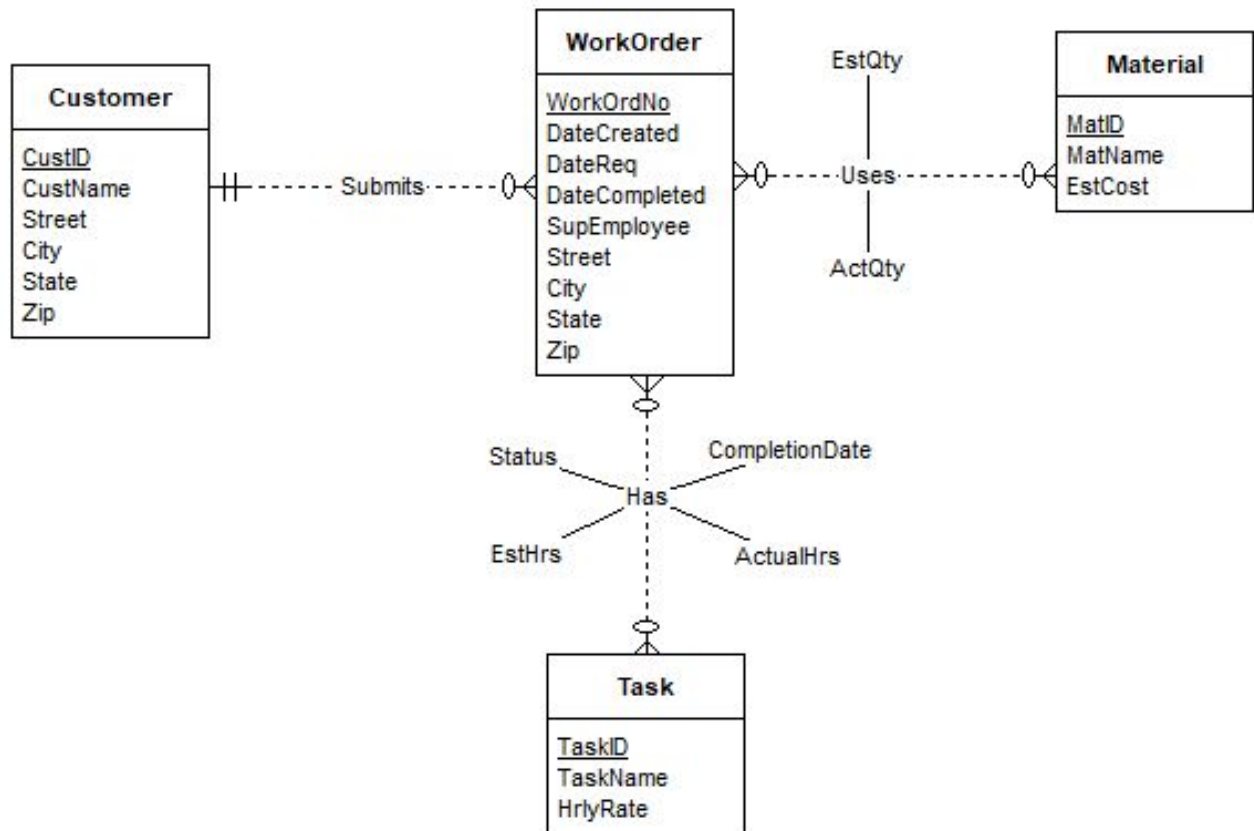 Customer
CustID
CustName
Street
City
State
Zip
Submits
WorkOrder
WorkOrdNo
DateCreated
DateReq
DateCompleted
SupEmployee
Street
City
State
Zip
EstQty
Uses
ActQty
Material
MatID
MatName
EstCost
Status
CompletionDate
Has
EstHrs
ActualHrs
Task
TaskID
TaskName
HrlyRate